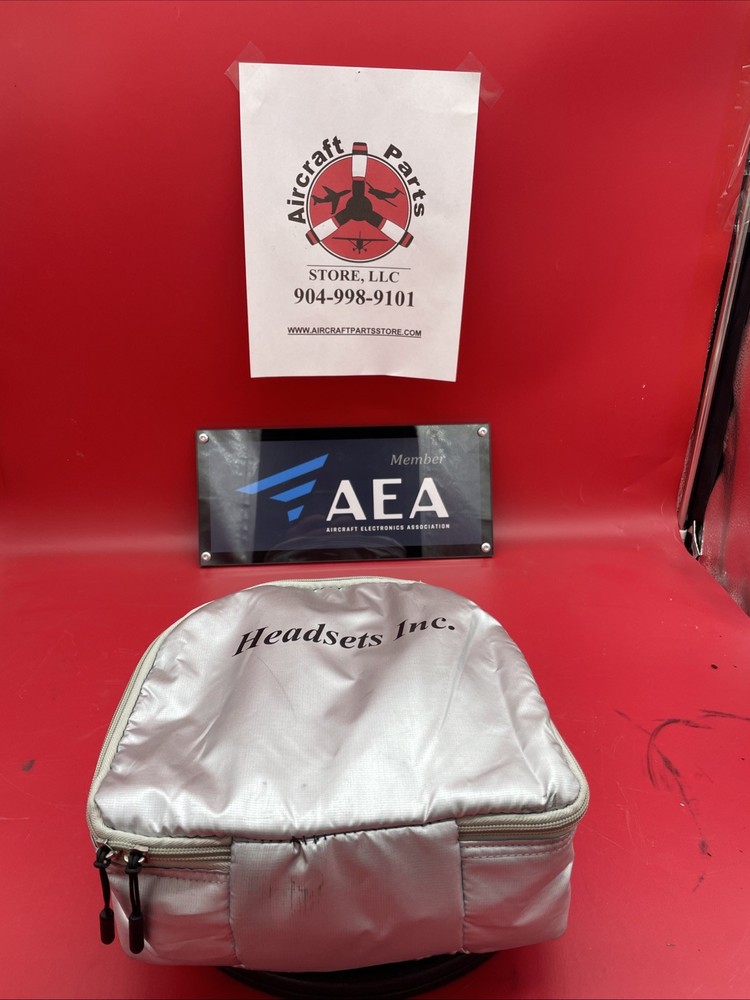 Aircraft Parts
STORE, LLC
904-998-9101
WWW.AIRCRAFTPARTSSTORE.COM
Member
AEA
AIRCRAFT ELECTRONICS ASSOCIATION
Headsets Inc.